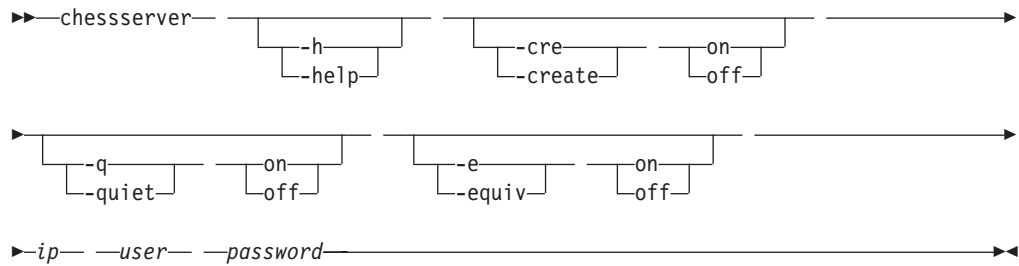 chessserver -h -cre on
-help -create off
-q on -e on
-quiet off -equiv off
ip user password